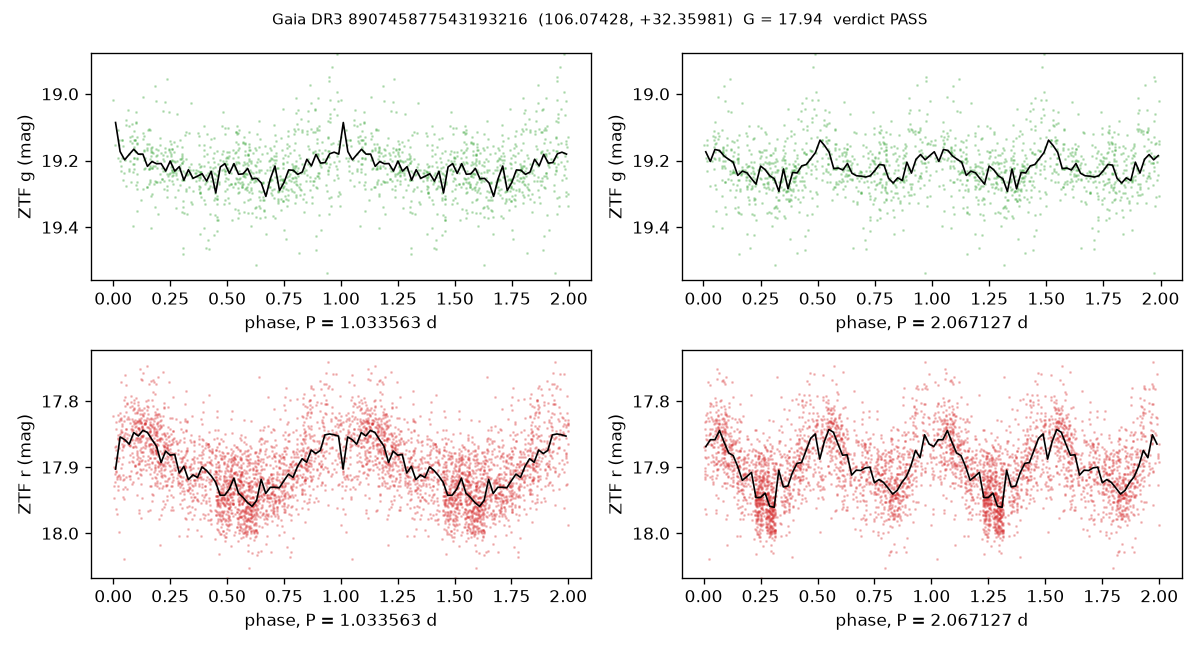 Gaia DR3 890745877543193216 (106.07428, +32.35981) G = 17.94 verdict PASS
ZTF g (mag)
19.0
19.2
19.4
0.00 0.25 0.50 0.75 1.00 1.25 1.50 1.75 2.00
phase, P = 1.033563 d
ZTF g (mag)
19.0
19.2
19.4
0.00 0.25 0.50 0.75 1.00 1.25 1.50 1.75 2.00
phase, P = 2.067127 d
ZTF r (mag)
17.8
17.9
18.0
0.00 0.25 0.50 0.75 1.00 1.25 1.50 1.75 2.00
phase, P = 1.033563 d
ZTF r (mag)
17.8
17.9
18.0
0.00 0.25 0.50 0.75 1.00 1.25 1.50 1.75 2.00
phase, P = 2.067127 d